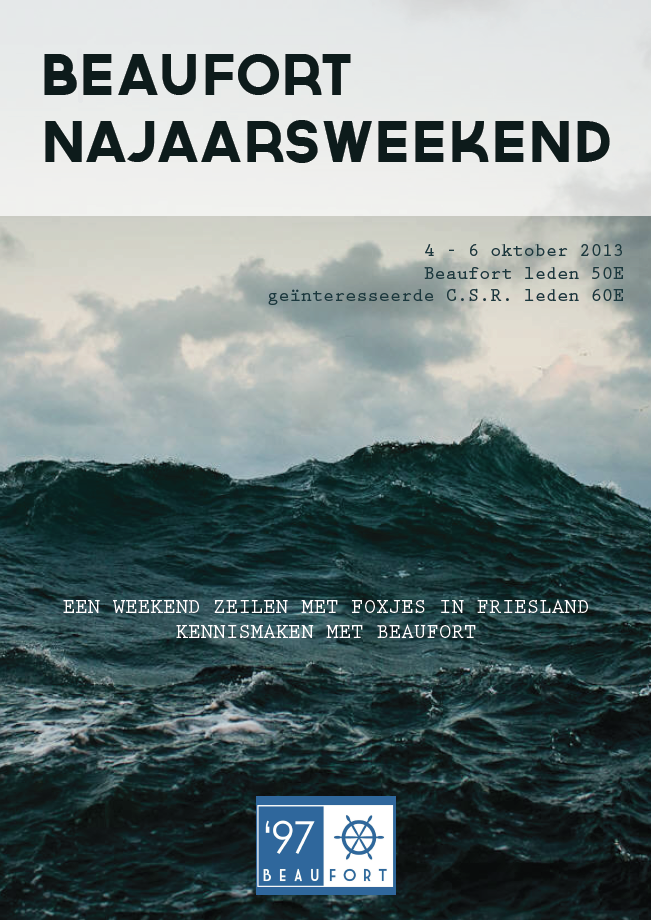 BEAUFORT
NAJAARSWEEKEND
4 - 6 oktober 2013
Beaufort leden 50E
geïnteresseerde C.S.R. leden 60E
EEN WEEKEND ZEILEN MET FOXJES IN FRIESLAND
KENNISMAKEN MET BEAUFORT
'97
BEAUFORT